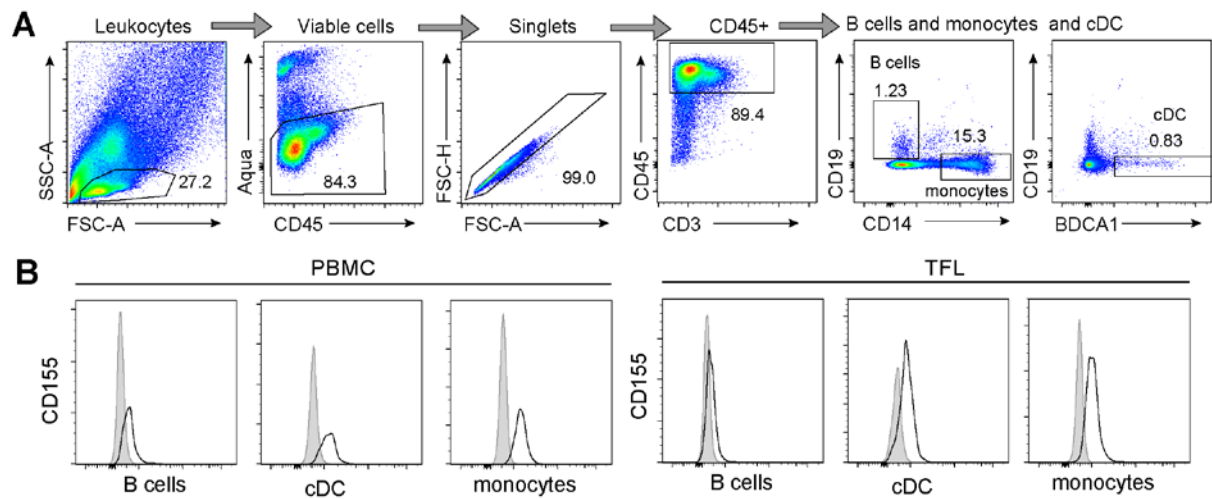 A
Leukocytes
Viable cells
Singlets
CD45+
B cells and monocytes and cDC
SSC-A
FSC-A
27.2
Aqua
CD45
84.3
FSC-H
FSC-A
99.0
CD45
CD3
89.4
CD19
CD14
B cells
1.23
15.3
monocytes
CD19
BDCA1
cDC
0.83
B
PBMC
TFL
CD155
B cells
cDC
monocytes
CD155
B cells
cDC
monocytes